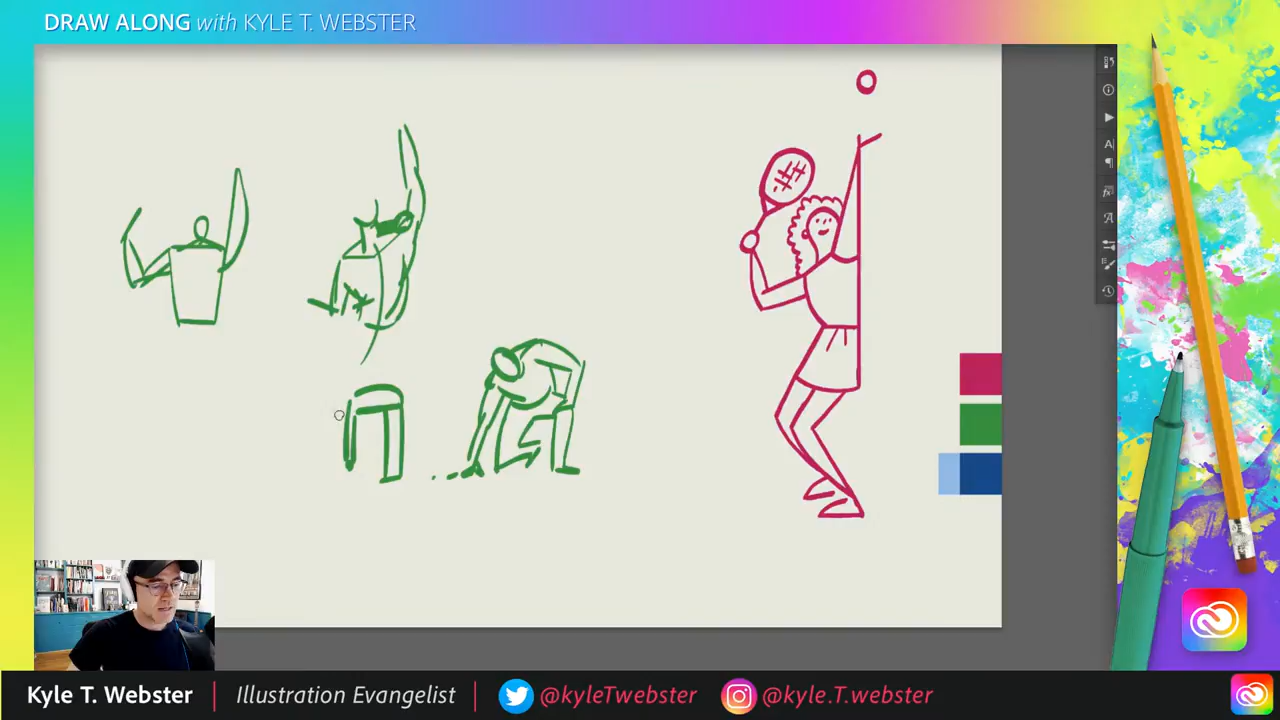 DRAW ALONG with KYLE T. WEBSTER
Kyle T. Webster | Illustration Evangelist | @kyleTwebster @kyle.T.webster